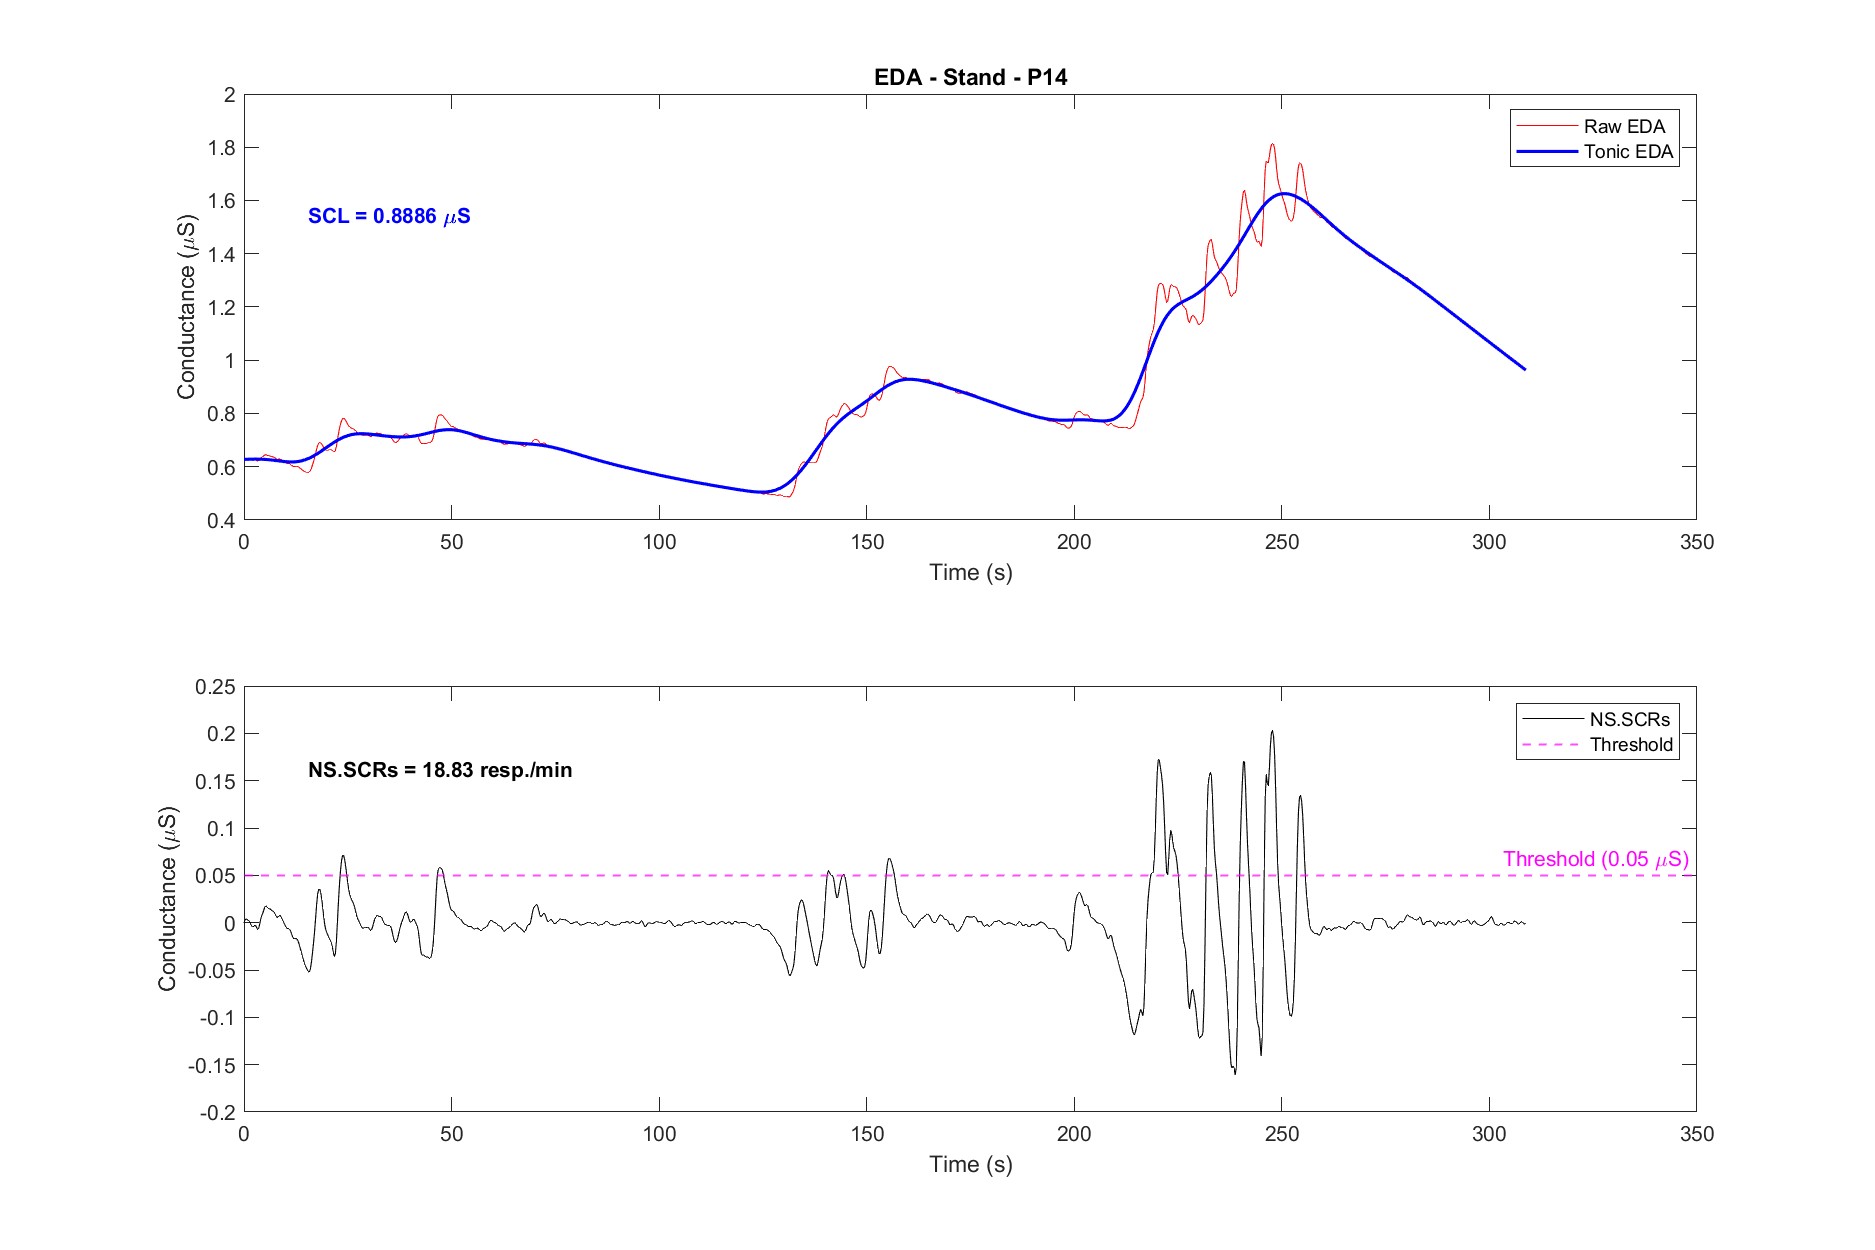 EDA - Stand - P14
2
1.8
1.6
1.4
1.2
1
0.8
0.6
0.4
Conductance (μS)
SCL = 0.8886 μS
Raw EDA
Tonic EDA
0 50 100 150 200 250 300 350
Time (s)
0.25
0.2
0.15
0.1
0.05
0
-0.05
-0.1
-0.15
-0.2
Conductance (μS)
NS.SCRs = 18.83 resp./min
NS.SCRs
Threshold
Threshold (0.05 μS)
0 50 100 150 200 250 300 350
Time (s)